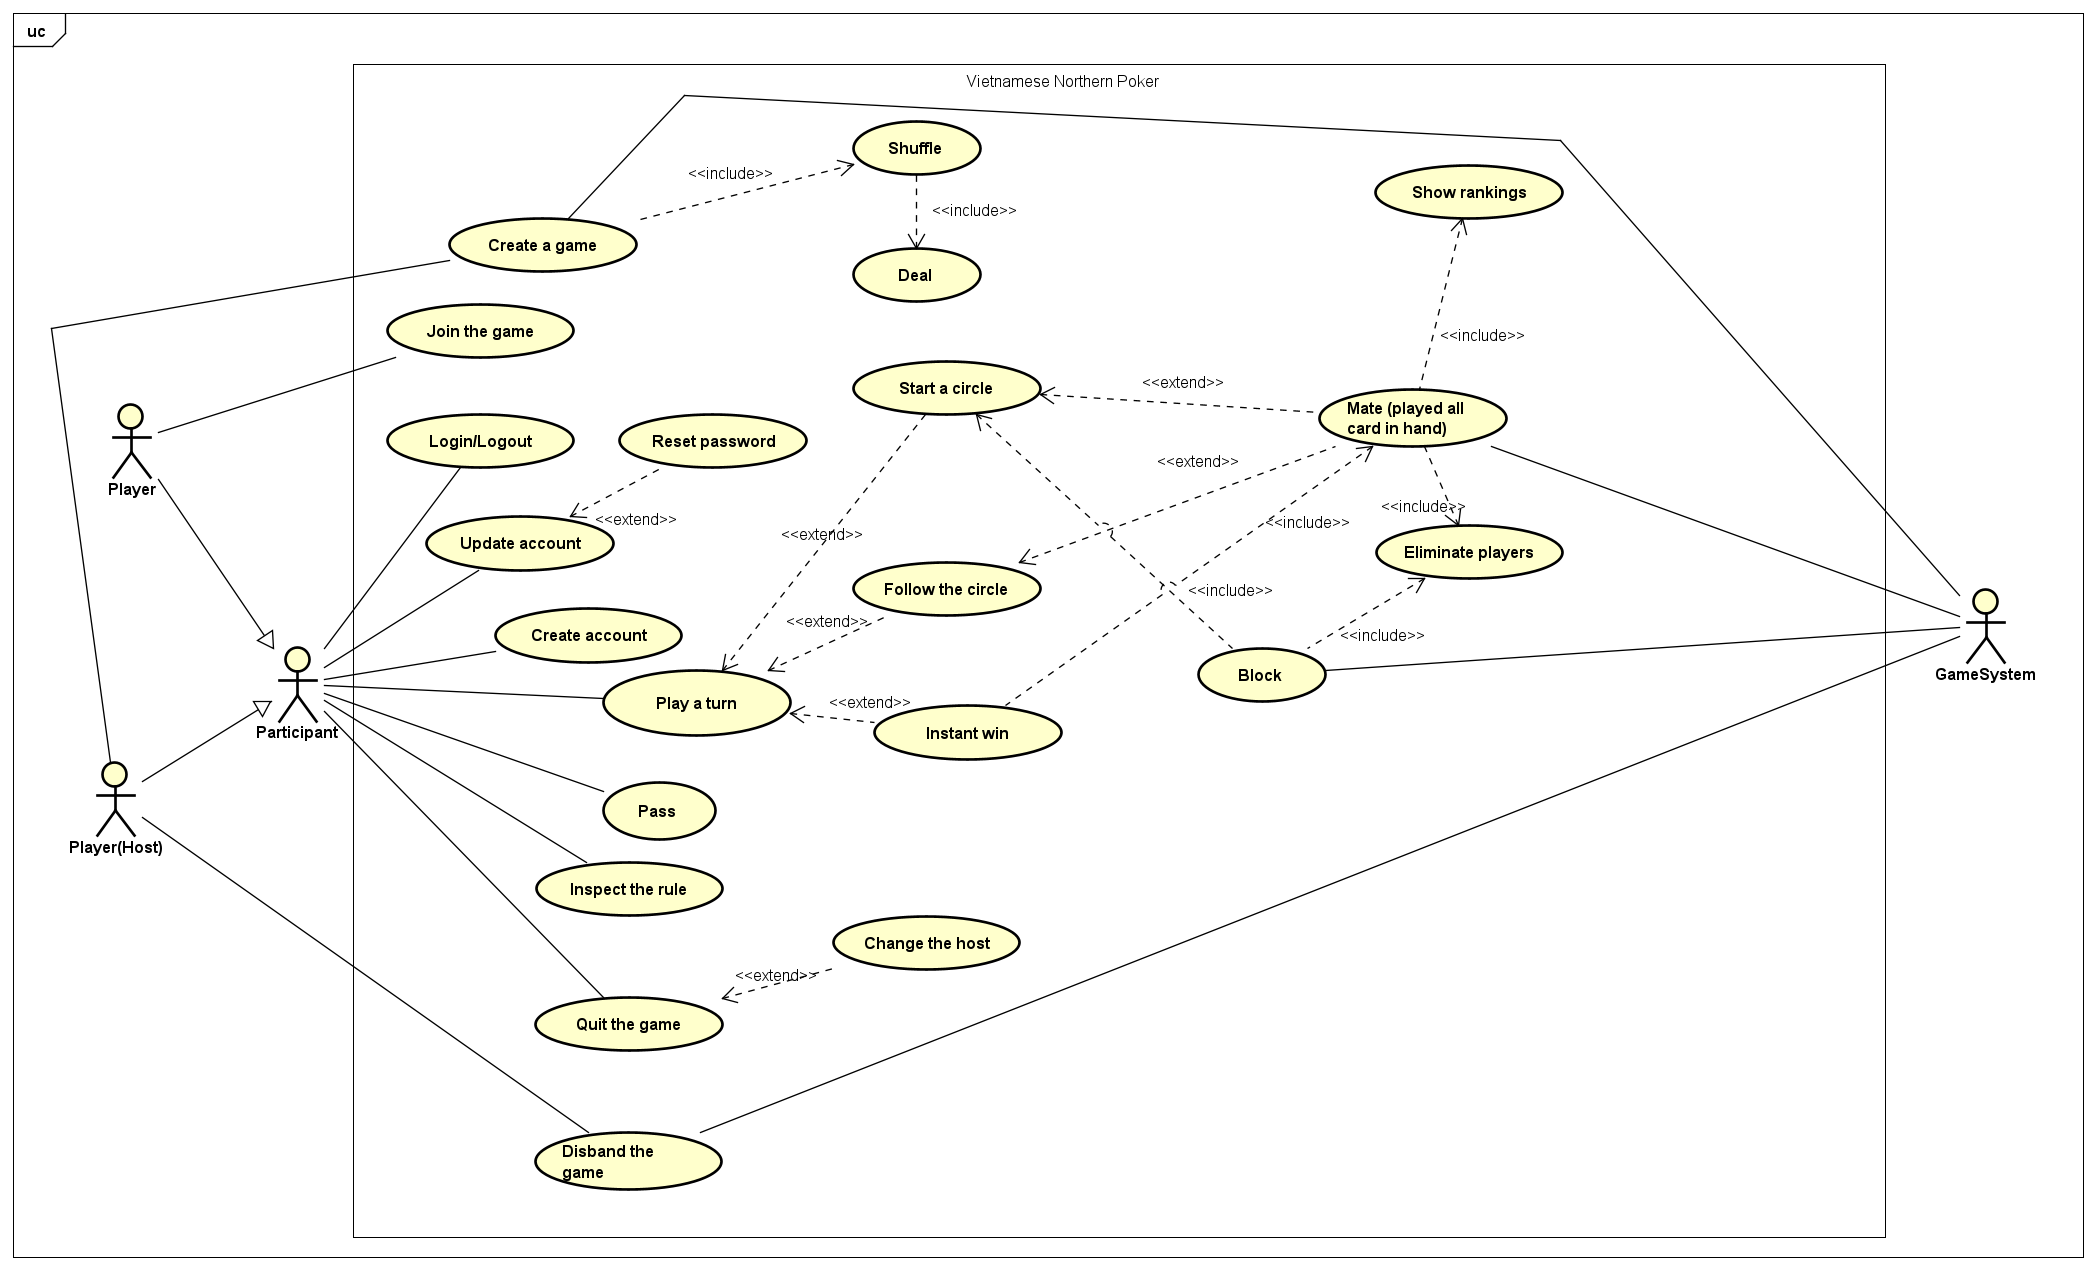 uc
Vietnamese Northern Poker
Shuffle
<<include>>
Show rankings
<<include>>
Create a game
Deal
Join the game
<<include>>
Start a circle
<<extend>>
Mate (played all
card in hand)
Login/Logout
Reset password
<<extend>>
Player
<<include>>
<<extend>>
<<include>>
<<extend>>
Update account
Eliminate players
Follow the circle
<<include>>
<<extend>>
Create account
<<include>>
Block
GameSystem
Play a turn
<<extend>>
Participant
Instant win
Pass
Player(Host)
Inspect the rule
Change the host
<<extend>>
Quit the game
Disband the
game